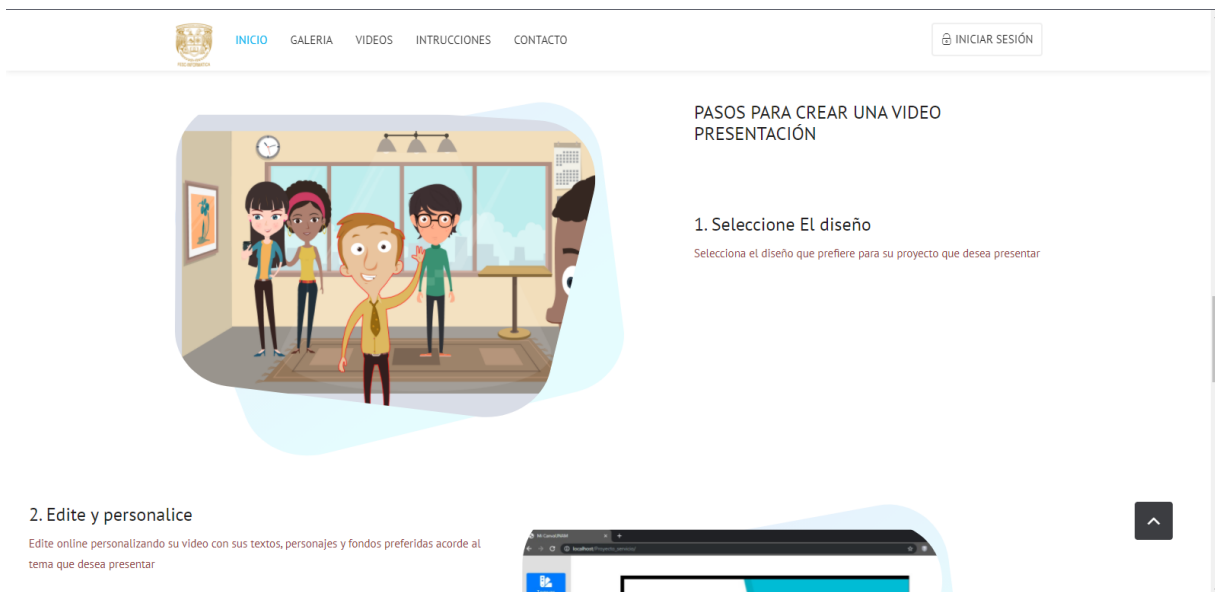 INICIO GALERIA VIDEOS INTRUCCIONES CONTACTO INICIAR SESIÓN
PASOS PARA CREAR UNA VIDEO
PRESENTACIÓN
1. Seleccione El diseño
Selecciona el diseño que prefiere para su proyecto que desea presentar
2. Edite y personalice
Edite online personalizando su video con sus textos, personajes y fondos preferidas acorde al
tema que desea presentar